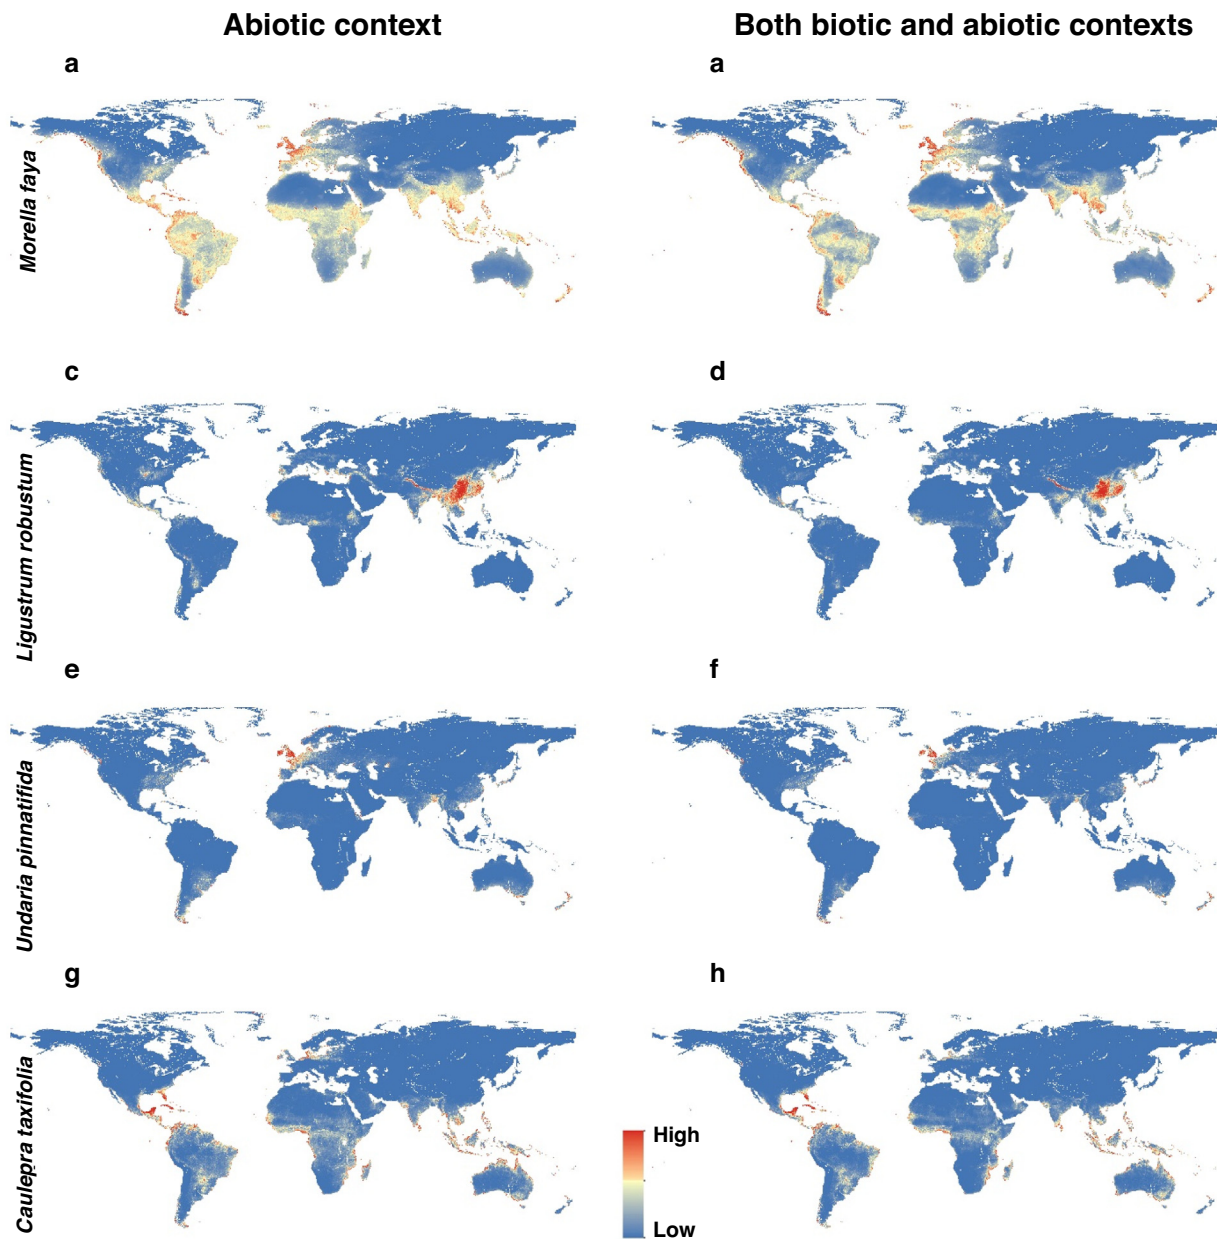 Abiotic context
Both biotic and abiotic contexts
a
a
Morella faya
c
d
Ligustrum robustum
e
f
Undaria pinnatifida
g
h
Caulepra taxifolia
High
Low